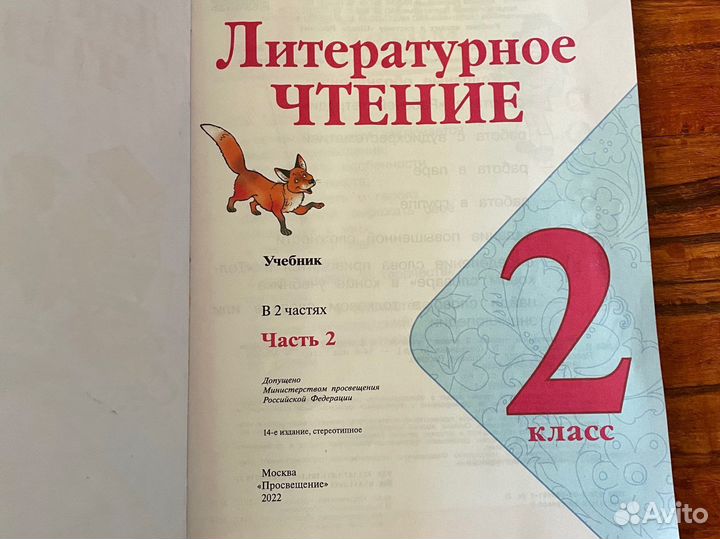 Литературное
ЧТЕНИЕ
Учебник
В 2 частях
Часть 2
Допущено
Министерством просвещения
Российской Федерации
14-е издание, стереотипное
Москва
«Просвещение»
2022
2
класс
Avito